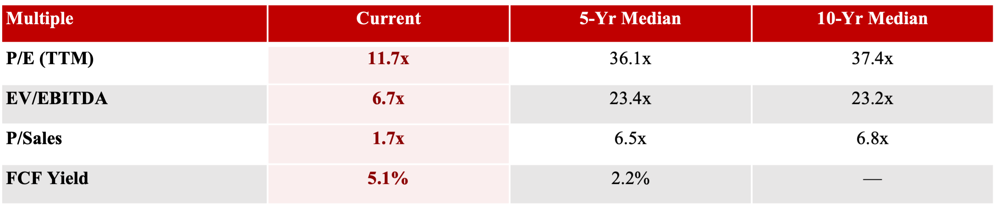 Multiple Current 5-Yr Median 10-Yr Median
P/E (TTM) 11.7x 36.1x 37.4x
EV/EBITDA 6.7x 23.4x 23.2x
P/Sales 1.7x 6.5x 6.8x
FCF Yield 5.1% 2.2% —